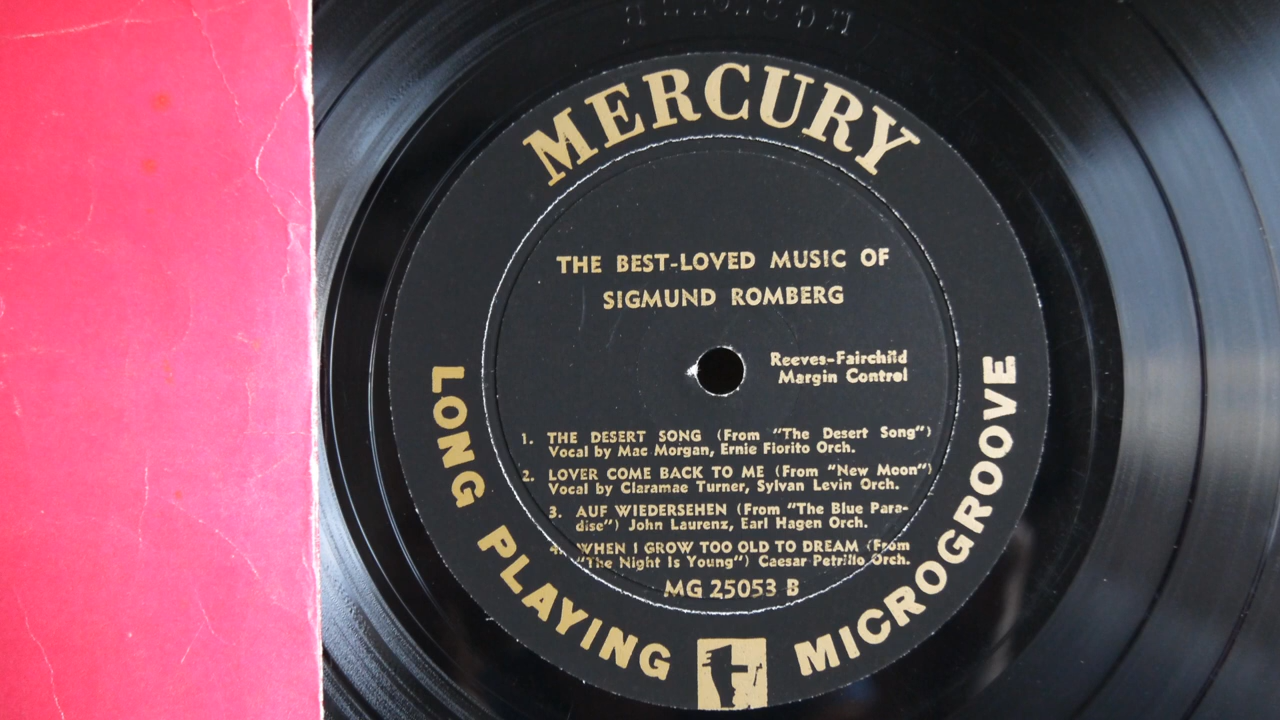 MERCURY
THE BEST-LOVED MUSIC OF
SIGMUND ROMBERG
Reeves-Fairchild
Margin Control
1. THE DESERT SONG (From "The Desert Song")
Vocal by Mac Morgan, Ernie Fiorito Orch.
2. LOVER COME BACK TO ME (From "New Moon")
Vocal by Claramae Turner, Sylvan Levin Orch.
3. AUF WIEDERSEHEN (From "The Blue Para-
dise") John Laurenz, Earl Hagen Orch.
4. WHEN I GROW TOO OLD TO DREAM (From
"The Night Is Young") Caesar Petrillo Orch.
MG 25053 B
LONG PLAYING MICROGROOVE